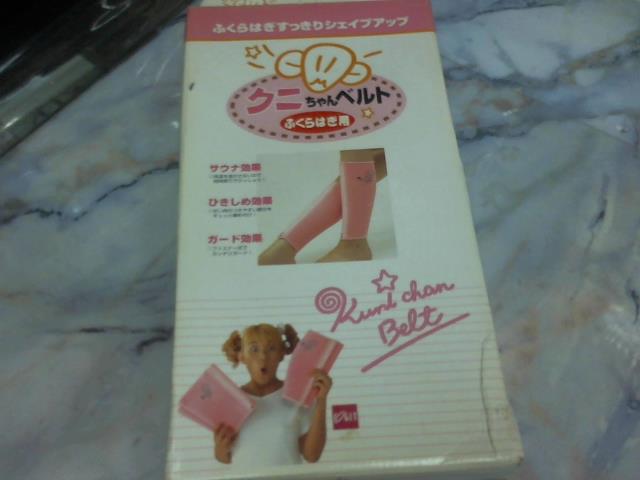 ふくらはぎすっきりシェイプアップ
クニちゃんベルト
ふくらはぎ用
サウナ効果
ひきしめ効果
ガード効果
Kuni chan
Belt